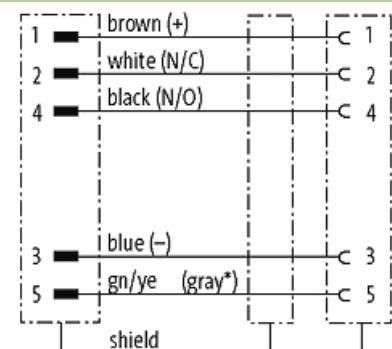 1 brown (+) 1
2 white (N/C) 2
4 black (N/O) 4
3 blue (–) 3
5 gn/ye (gray*) 5
shield